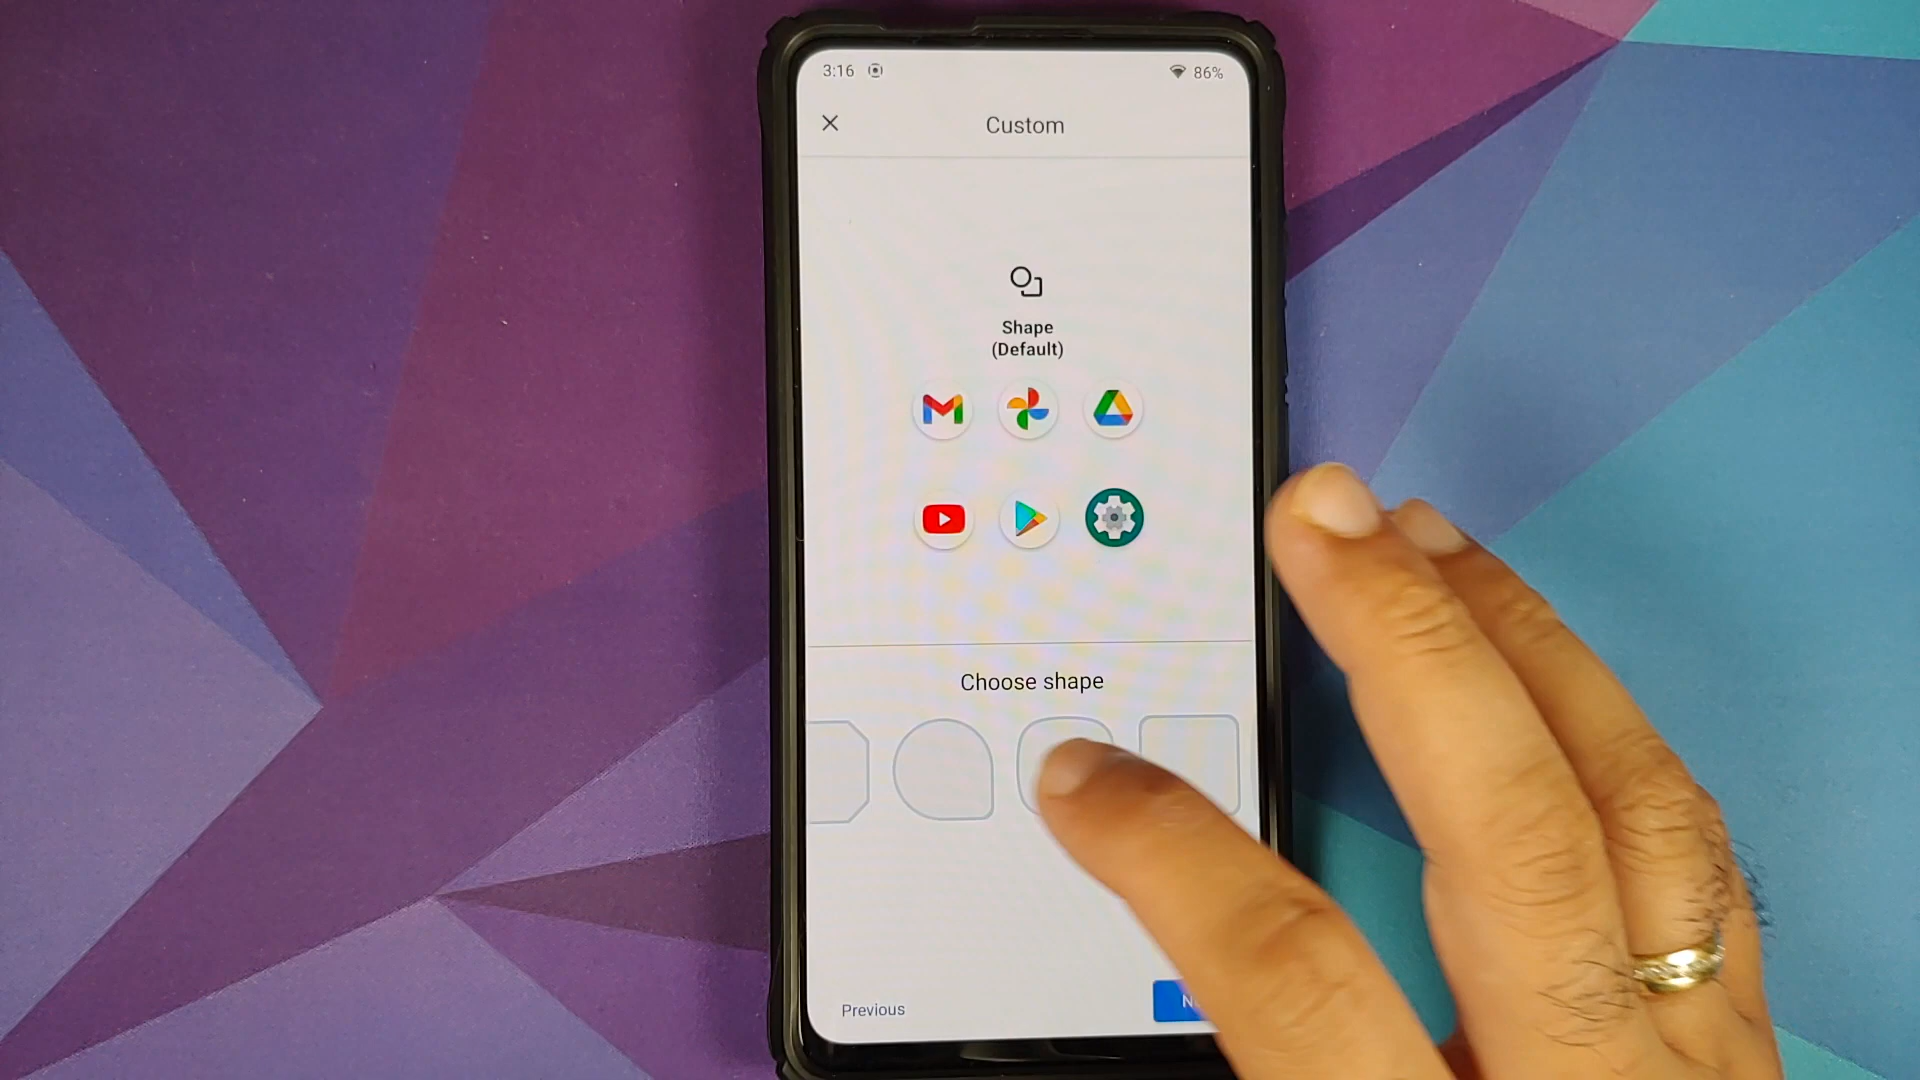 3:16
86%
Custom
Shape
(Default)
Choose shape
Previous